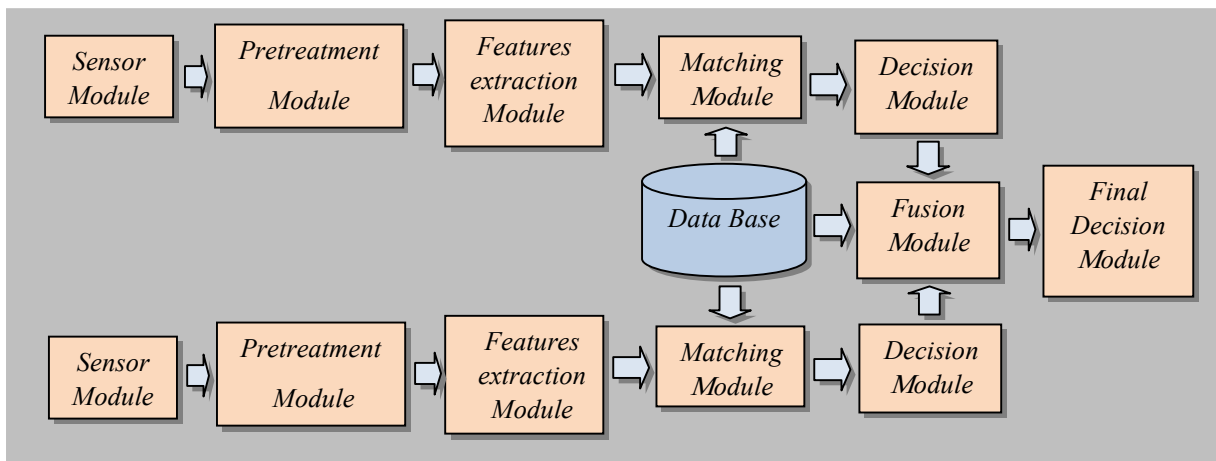 Sensor
Module
Pretreatment
Module
Features
extraction
Module
Matching
Module
Decision
Module
Data Base
Fusion
Module
Final
Decision
Module
Sensor
Module
Pretreatment
Module
Features
extraction
Module
Matching
Module
Decision
Module